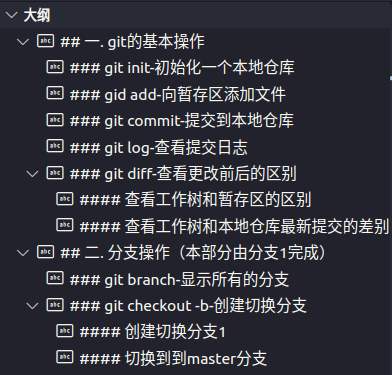 大纲
## 一. git的基本操作
### git init-初始化一个本地仓库
### gid add-向暂存区添加文件
### git commit-提交到本地仓库
### git log-查看提交日志
### git diff-查看更改前后的区别
#### 查看工作树和暂存区的区别
#### 查看工作树和本地仓库最新提交的差别
## 二. 分支操作（本部分由分支1完成）
### git branch-显示所有的分支
### git checkout -b-创建切换分支
#### 创建切换分支1
#### 切换到到master分支